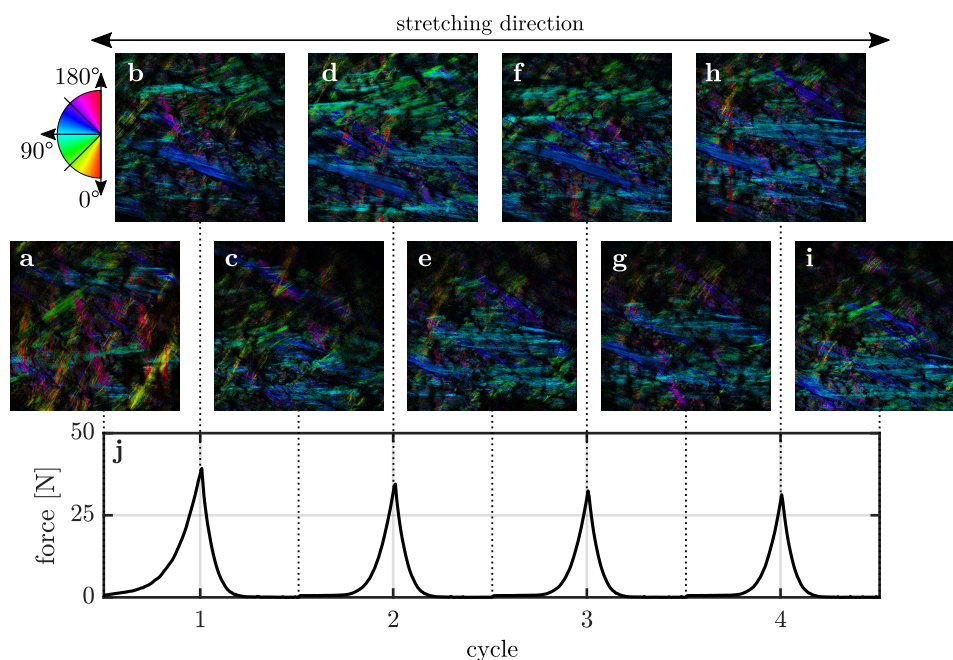 stretching direction
180°
90°
0°
b
d
f
h
a
c
e
g
i
j
50
25
0
force [N]
1
2
3
4
cycle